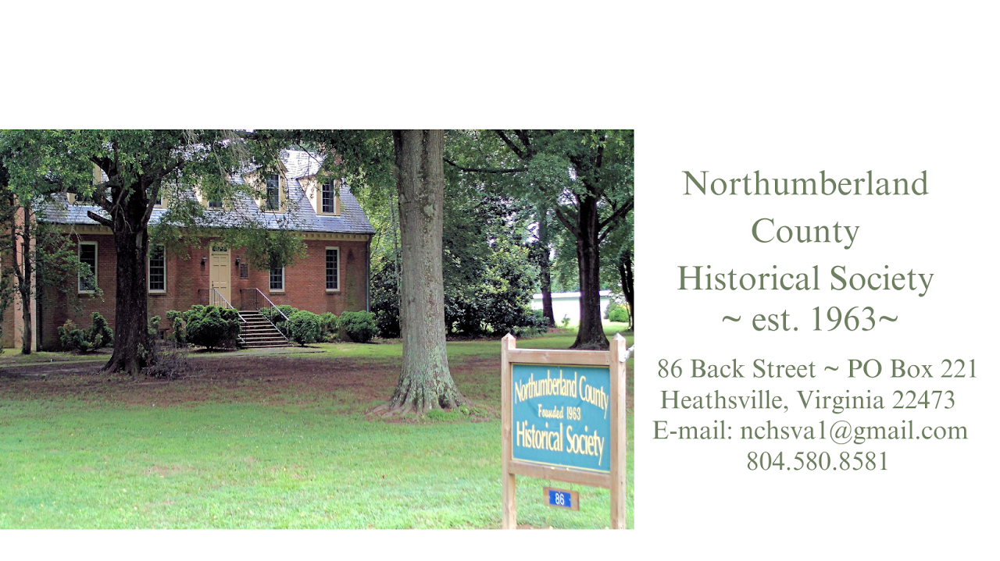 Northumberland
County
Historical Society
~ est. 1963~
86 Back Street ~ PO Box 221
Heathsville, Virginia 22473
E-mail: nchsva1@gmail.com
804.580.8581
Northumberland County
Founded 1963
Historical Society
86